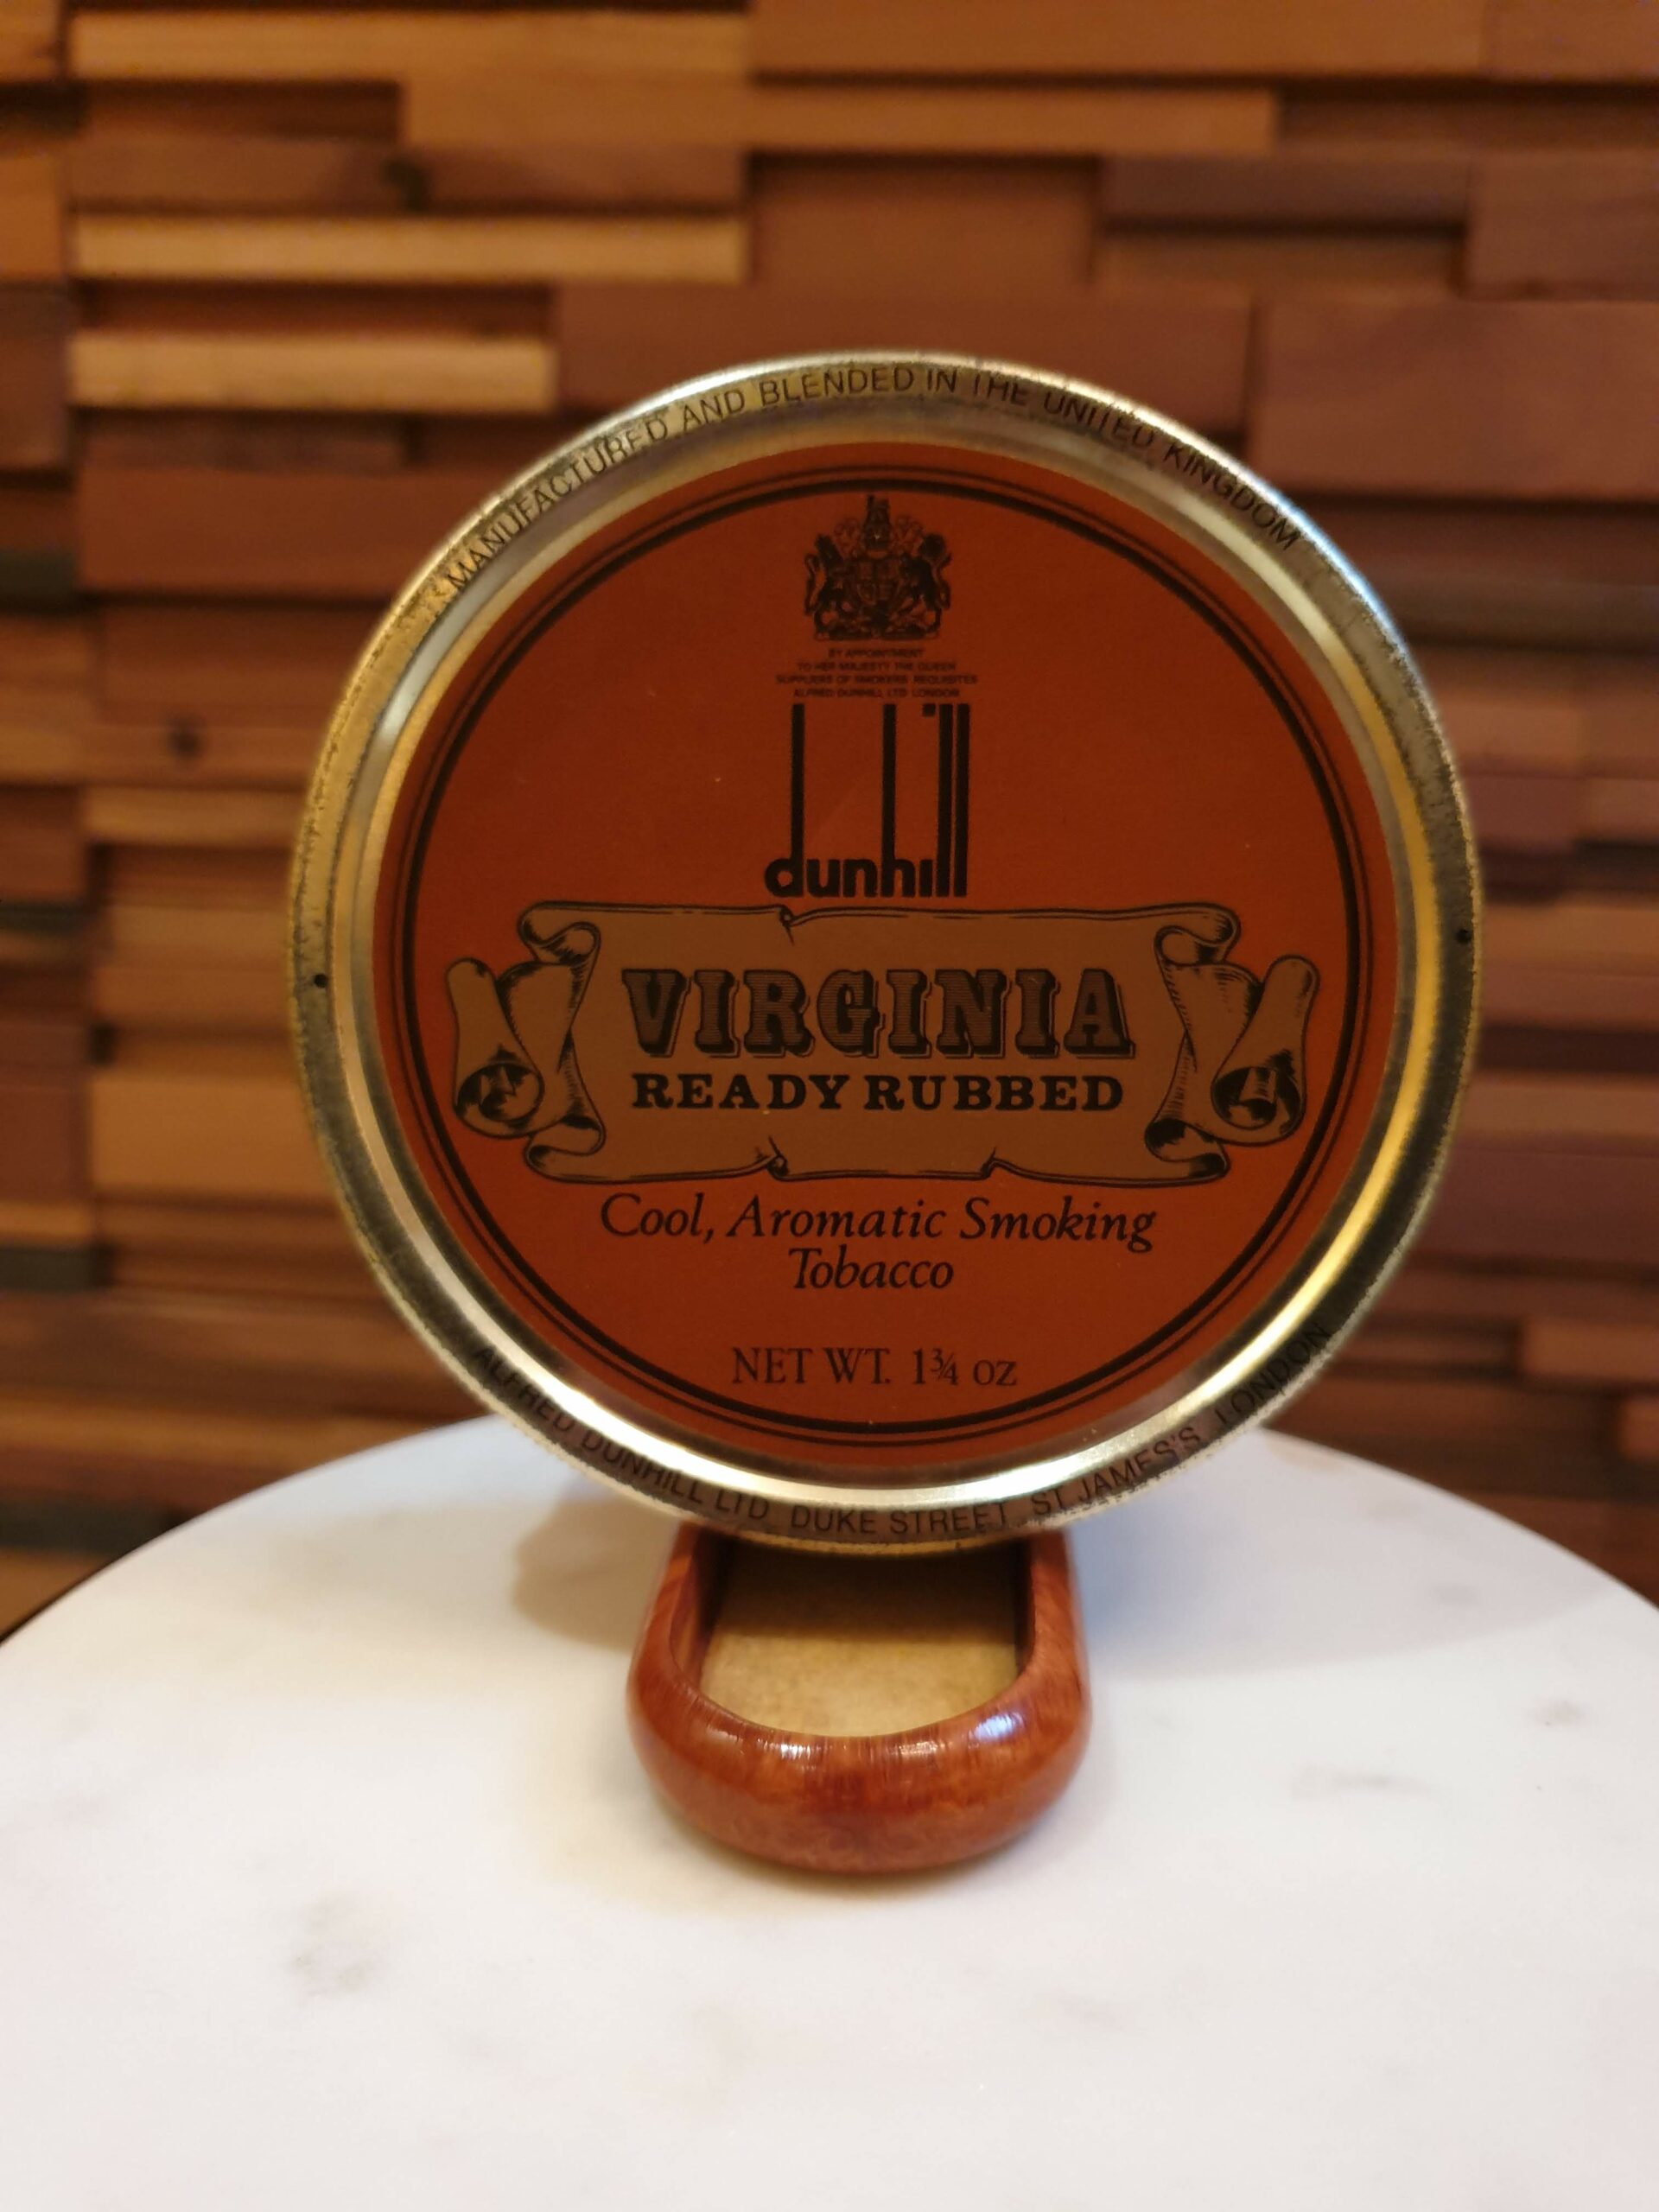 MANUFACTURED AND BLENDED IN THE UNITED KINGDOM
BY APPOINTMENT
TO HER MAJESTY THE QUEEN
SUPPLIERS OF SMOKERS REQUISITES
ALFRED DUNHILL LTD LONDON
dunhill
VIRGINIA
READY RUBBED
Cool, Aromatic Smoking
Tobacco
NET WT. 1¾ oz
ALFRED DUNHILL LTD DUKE STREET ST JAMES'S LONDON